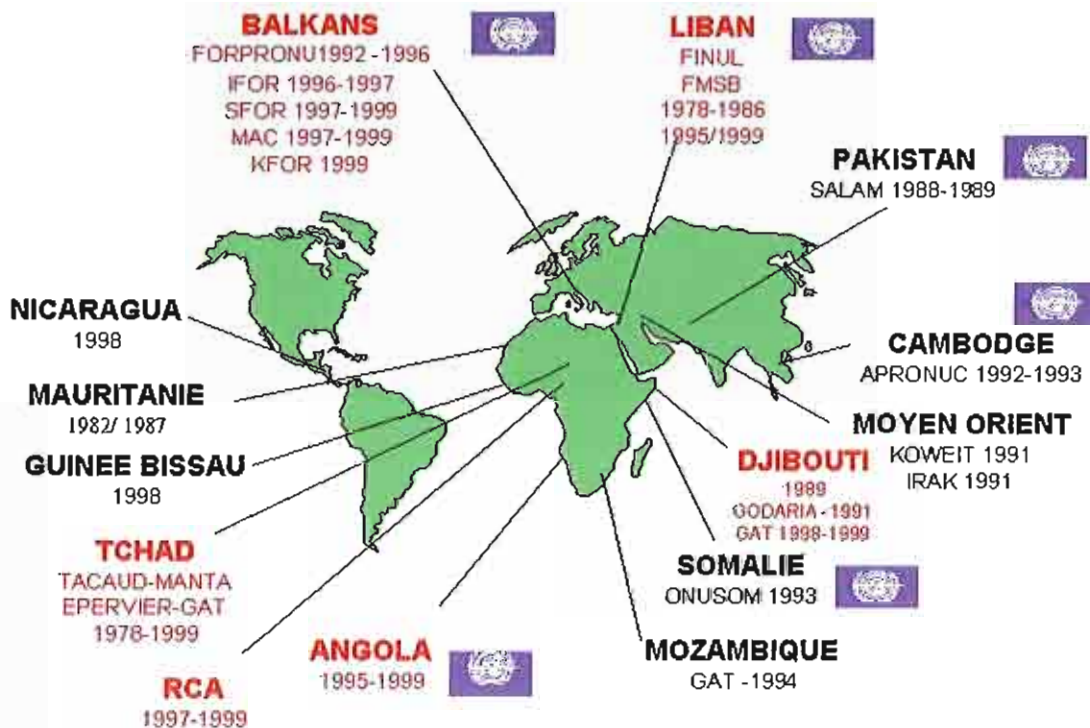 BALKANS
FORPRONU1992 -1996
IFOR 1996-1997
SFOR 1997-1999
MAC 1997-1999
KFOR 1999
LIBAN
FINUL
FMSB
1978-1986
1995/1999
PAKISTAN
SALAM 1988-1989
NICARAGUA
1998
CAMBODGE
APRONUC 1992-1993
MAURITANIE
1982/ 1987
MOYEN ORIENT
KOWEIT 1991
IRAK 1991
GUINEE BISSAU
1998
DJIBOUTI
1989
GODARIA -1991
GAT 1998-1999
TCHAD
TACAUD-MANTA
EPERVIER-GAT
1978-1999
SOMALIE
ONUSOM 1993
ANGOLA
1995-1999
MOZAMBIQUE
GAT -1994
RCA
1997-1999